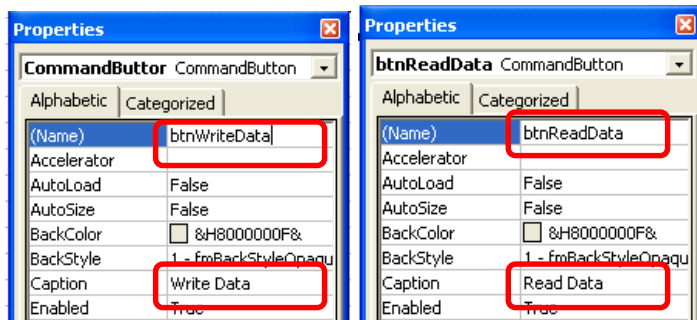 Properties
CommandButtor CommandButton
Alphabetic Categorized
(Name) btnWriteData
Accelerator
AutoLoad False
AutoSize False
BackColor &H8000000F&
BackStyle 1 - fmBackStyleOpaqu
Caption Write Data
Enabled True
Properties
btnReadData CommandButton
Alphabetic Categorized
(Name) btnReadData
Accelerator
AutoLoad False
AutoSize False
BackColor &H8000000F&
BackStyle 1 - fmBackStyleOpaqu
Caption Read Data
Enabled True